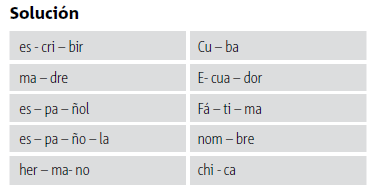 Solución
es - cri – bir
Cu – ba
ma – dre
E- cua – dor
es – pa – ñol
Fá – ti – ma
es – pa – ño – la
nom – bre
her – ma- no
chi - ca